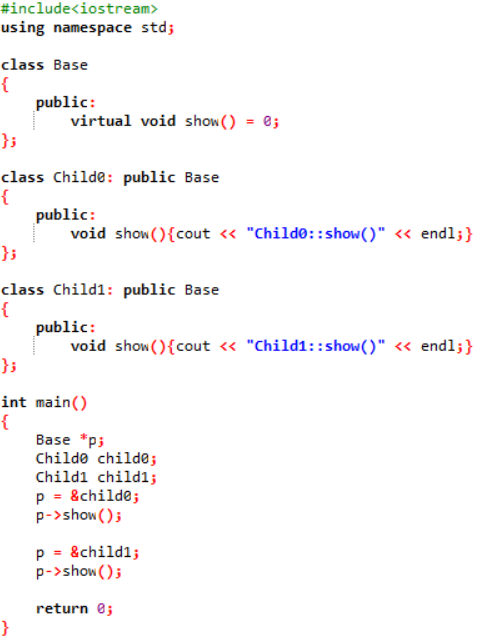 #include<iostream>
using namespace std;

class Base
{
    public:
        virtual void show() = 0;
};

class Child0: public Base
{
    public:
        void show(){cout << "Child0::show()" << endl;}
};

class Child1: public Base
{
    public:
        void show(){cout << "Child1::show()" << endl;}
};

int main()
{
    Base *p;
    Child0 child0;
    Child1 child1;
    p = &child0;
    p->show();

    p = &child1;
    p->show();

    return 0;
}